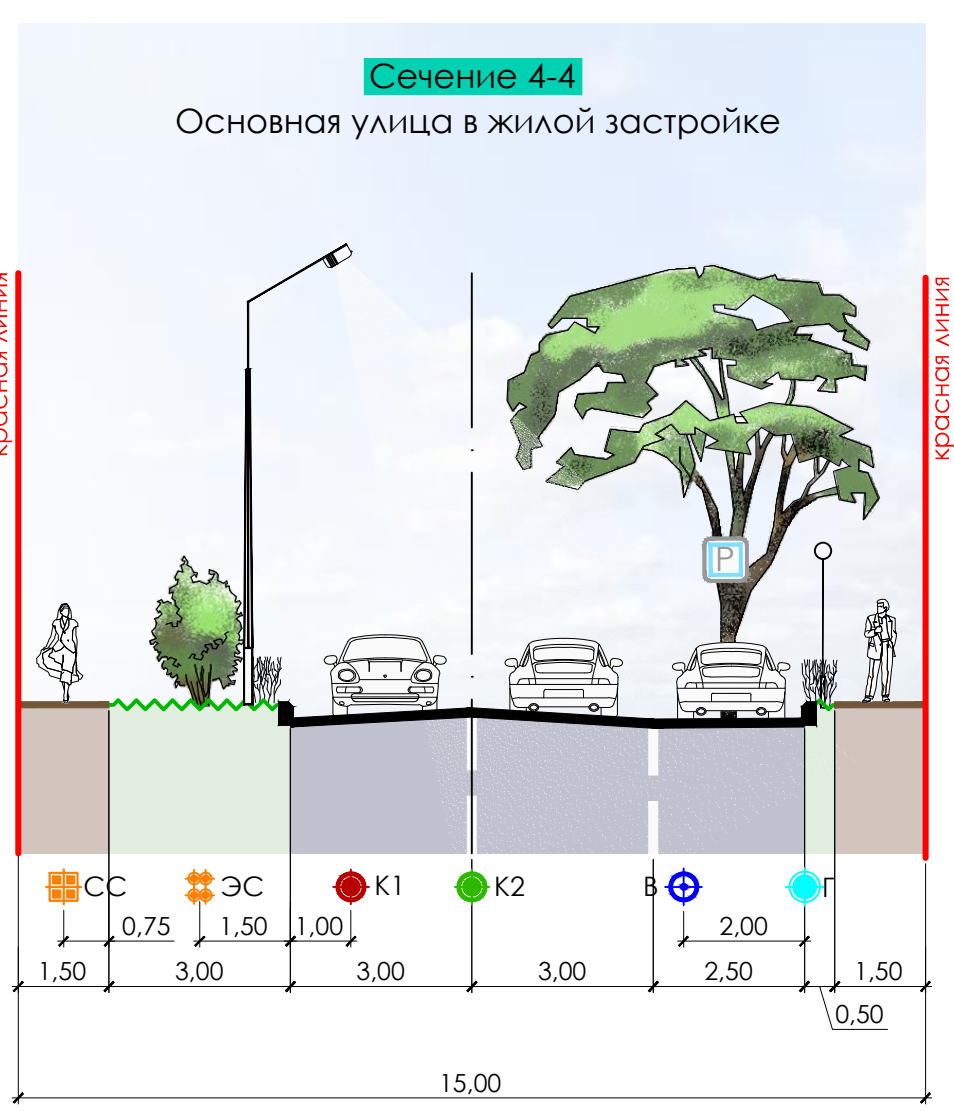 Сечение 4-4
Основная улица в жилой застройке
красная линия
красная линия
P
СС
ЭС
К1
К2
В
Г
0,75
1,50
1,00
2,00
1,50
3,00
3,00
3,00
2,50
1,50
0,50
15,00